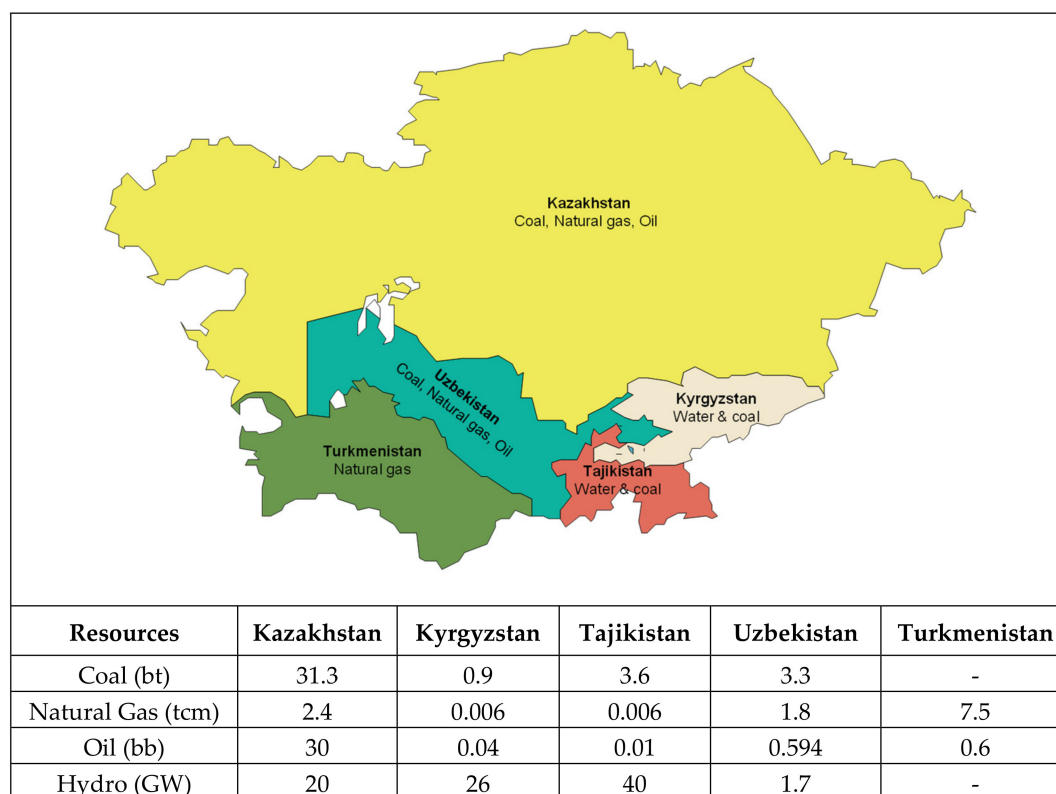 Kazakhstan
Coal, Natural gas, Oil
Uzbekistan
Coal, Natural gas, Oil
Kyrgyzstan
Water & coal
Turkmenistan
Natural gas
Tajikistan
Water & coal
Resources Kazakhstan Kyrgyzstan Tajikistan Uzbekistan Turkmenistan
Coal (bt) 31.3 0.9 3.6 3.3 -
Natural Gas (tcm) 2.4 0.006 0.006 1.8 7.5
Oil (bb) 30 0.04 0.01 0.594 0.6
Hydro (GW) 20 26 40 1.7 -